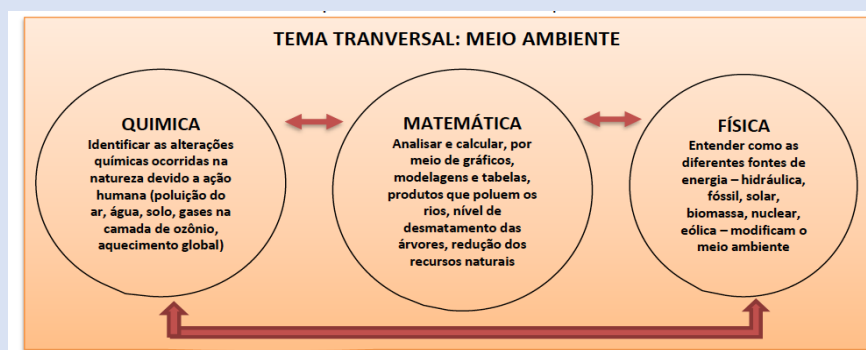 TEMA TRANVERSAL: MEIO AMBIENTE
QUIMICA
Identificar as alterações
químicas ocorridas na
natureza devido a ação
humana (poluição do
ar, água, solo, gases na
camada de ozônio,
aquecimento global)
MATEMÁTICA
Analisar e calcular, por
meio de gráficos,
modelagens e tabelas,
produtos que poluem os
rios, nível de
desmatamento das
árvores, redução dos
recursos naturais
FÍSICA
Entender como as
diferentes fontes de
energia – hidráulica,
fóssil, solar,
biomassa, nuclear,
eólica – modificam o
meio ambiente